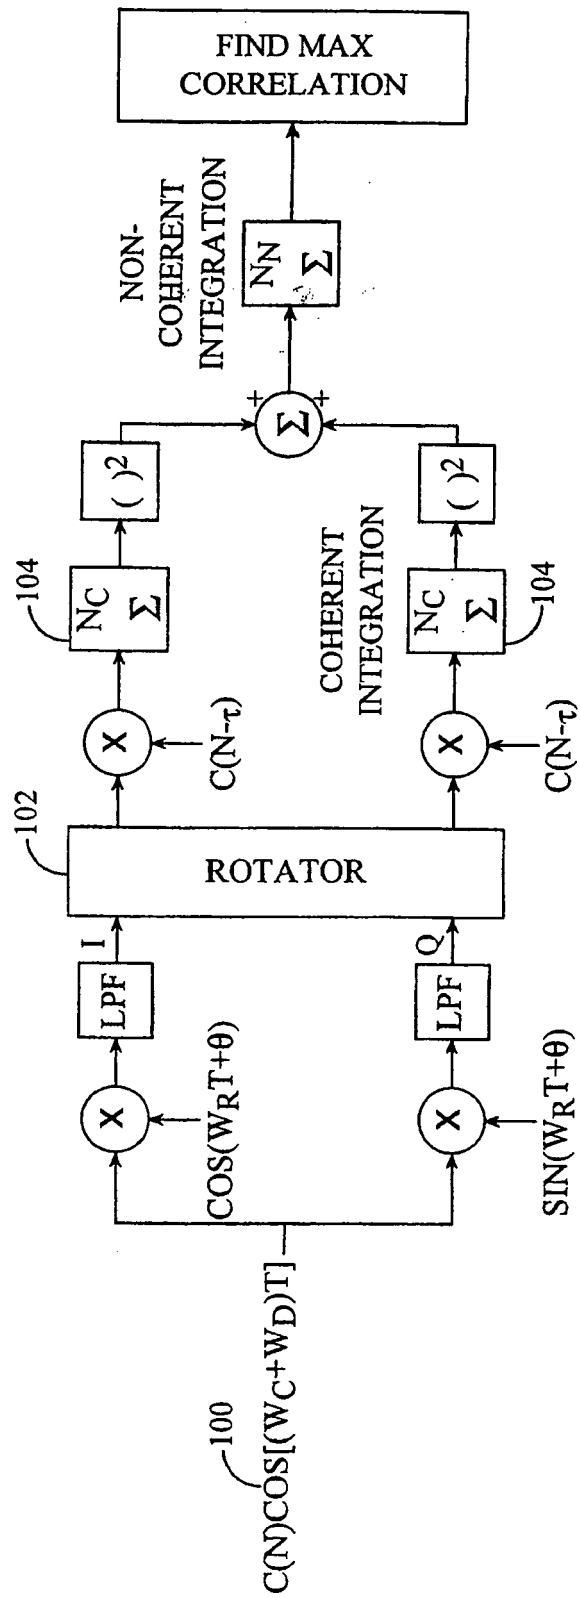 100
C(N)COS[(W_C+W_D)T]
X
COS(W_RT+θ)
LPF
I
X
SIN(W_RT+θ)
LPF
Q
102
ROTATOR
X
C(N-τ)
104
N_C
Σ
( )²
X
C(N-τ)
COHERENT
INTEGRATION
N_C
Σ
104
( )²
+
Σ
+
NON-
COHERENT
INTEGRATION
N_N
Σ
FIND MAX
CORRELATION